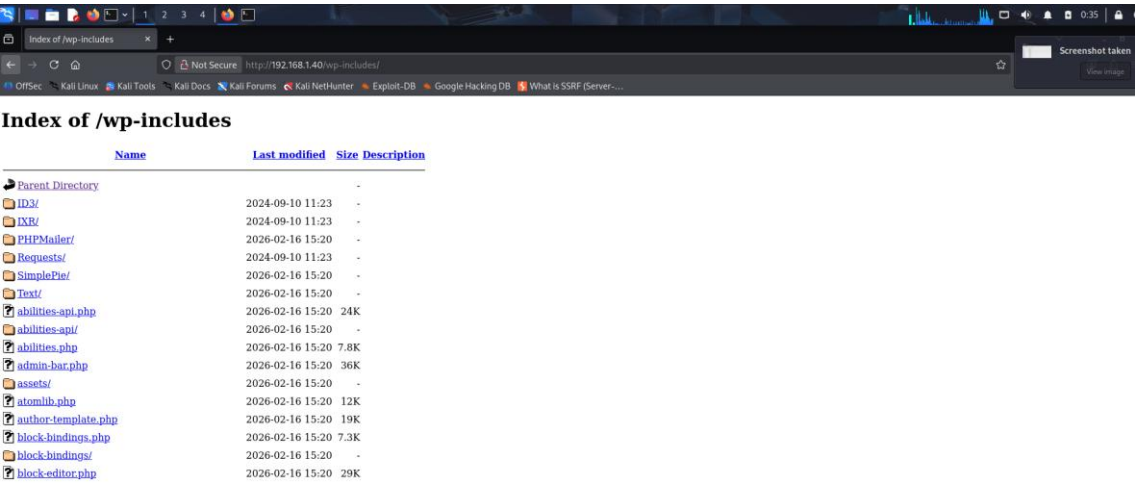 1 2 3 4 0:35
Index of /wp-includes × +
Screenshot taken
View image
Not Secure http://192.168.1.40/wp-includes/
OffSec Kali Linux Kali Tools Kali Docs Kali Forums Kali NetHunter Exploit-DB Google Hacking DB What is SSRF (Server-...
Index of /wp-includes
Name Last modified Size Description
Parent Directory -
ID3/ 2024-09-10 11:23 -
IXR/ 2024-09-10 11:23 -
PHPMailer/ 2026-02-16 15:20 -
Requests/ 2024-09-10 11:23 -
SimplePie/ 2026-02-16 15:20 -
Text/ 2026-02-16 15:20 -
abilities-api.php 2026-02-16 15:20 24K
abilities-api/ 2026-02-16 15:20 -
abilities.php 2026-02-16 15:20 7.8K
admin-bar.php 2026-02-16 15:20 36K
assets/ 2026-02-16 15:20 -
atomlib.php 2026-02-16 15:20 12K
author-template.php 2026-02-16 15:20 19K
block-bindings.php 2026-02-16 15:20 7.3K
block-bindings/ 2026-02-16 15:20 -
block-editor.php 2026-02-16 15:20 29K